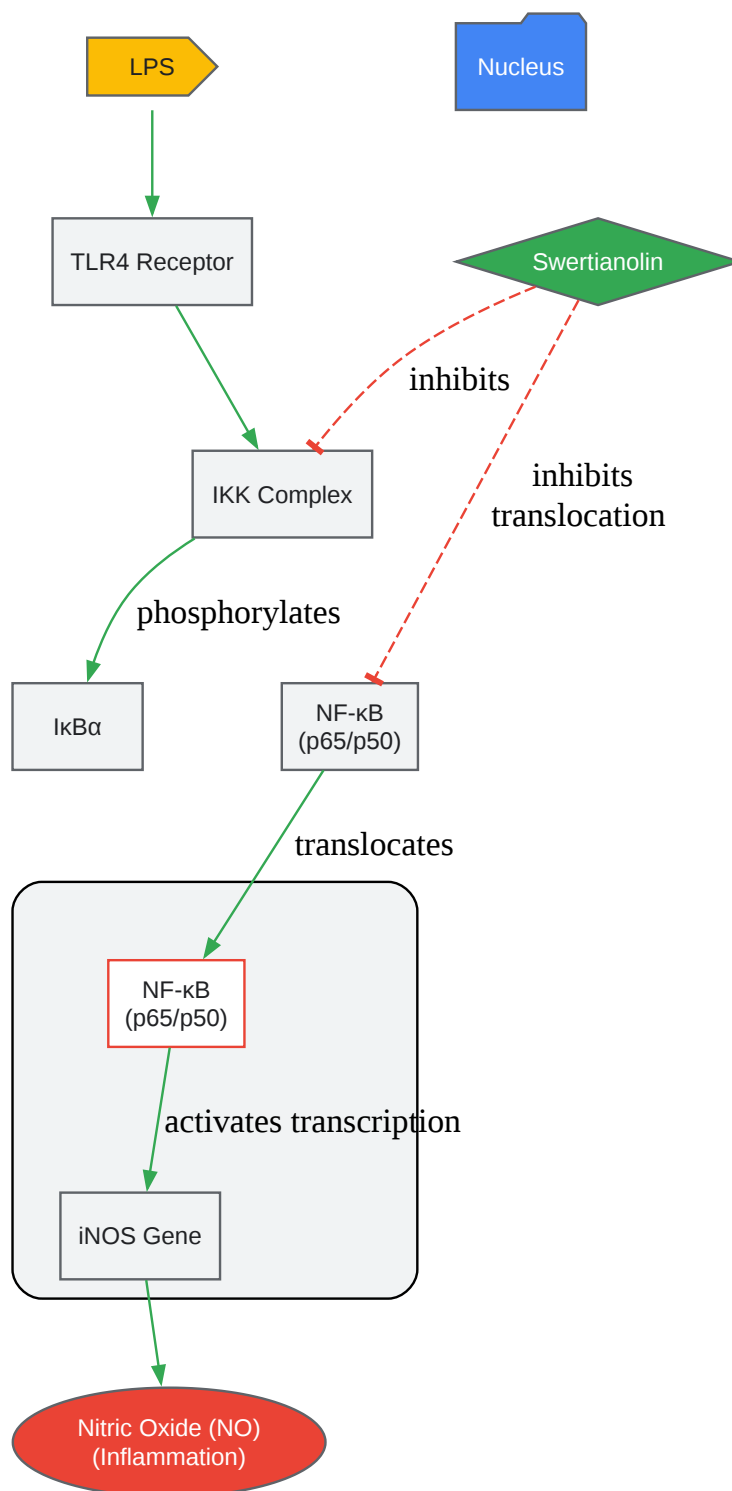 LPS
Nucleus
TLR4 Receptor
Swertianolin
inhibits
IKK Complex
inhibits
translocation
phosphorylates
IκBα
NF-κB
(p65/p50)
translocates
NF-κB
(p65/p50)
activates transcription
iNOS Gene
Nitric Oxide (NO)
(Inflammation)